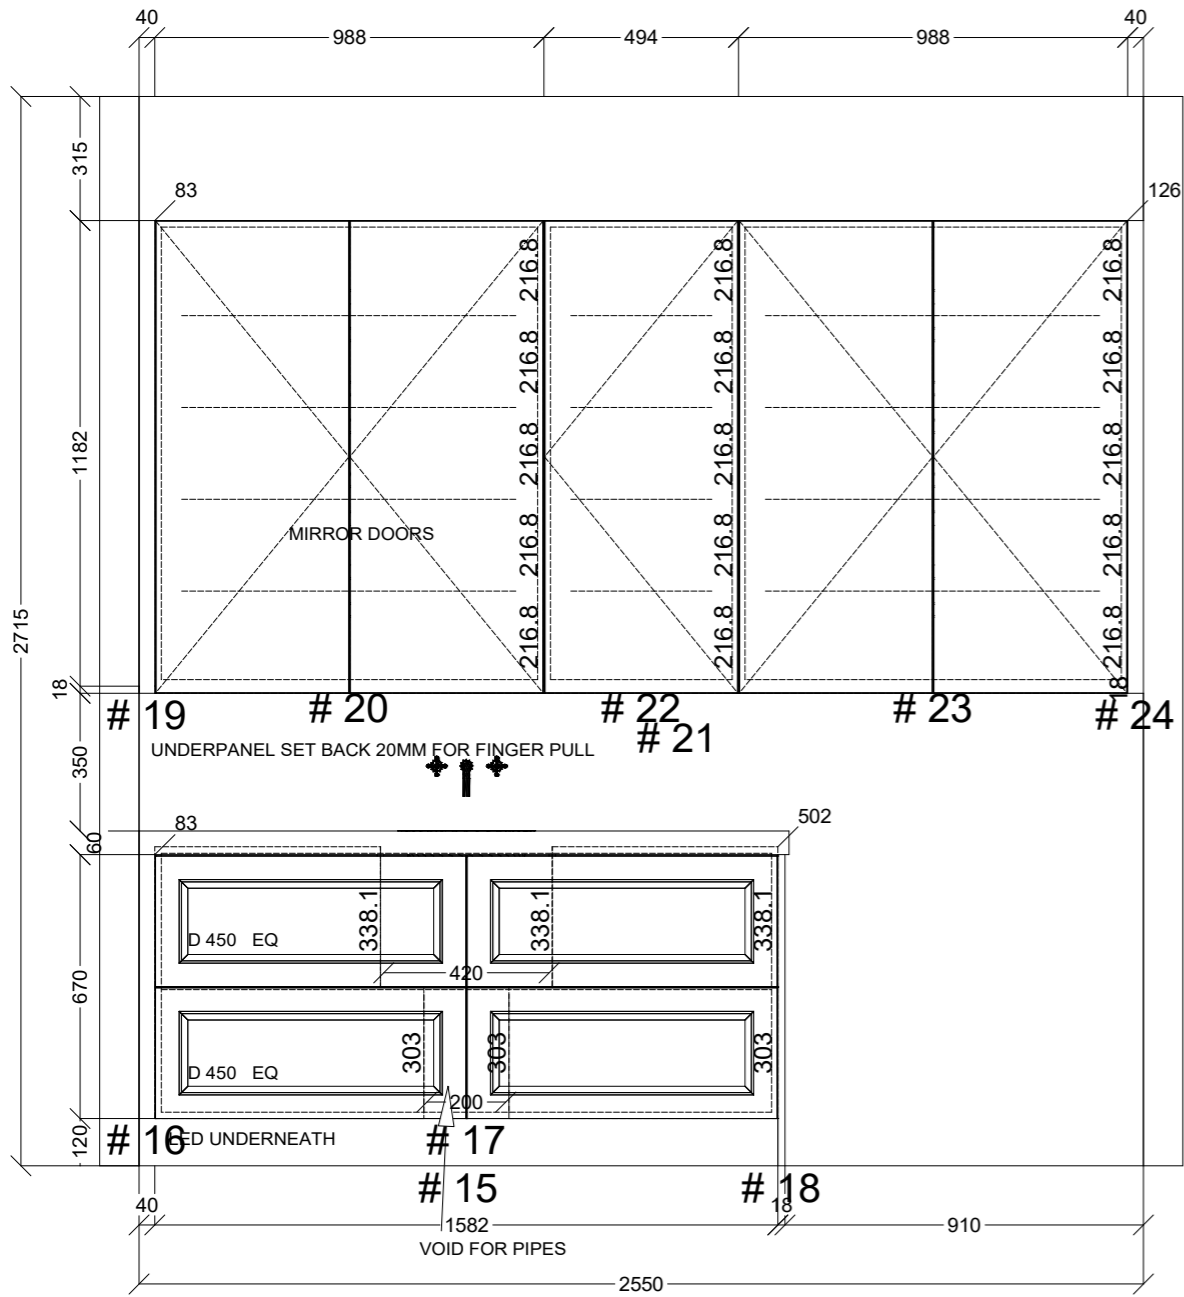 40 40
988 494 988
315
83 126
216.8 216.8 216.8
216.8 216.8 216.8
1182
216.8 216.8 216.8
MIRROR DOORS
216.8 216.8 216.8
2715
216.8 216.8 216.8
18 18
# 19 # 20 # 22 # 23 # 24
# 21
UNDERPANEL SET BACK 20MM FOR FINGER PULL
350
83 502
60
338.1 338.1 338.1
D 450 EQ
420
670
303 303 303
D 450 EQ
200
120
# 16 LED UNDERNEATH # 17
# 15 # 18
40 18
1582 910
VOID FOR PIPES
2550